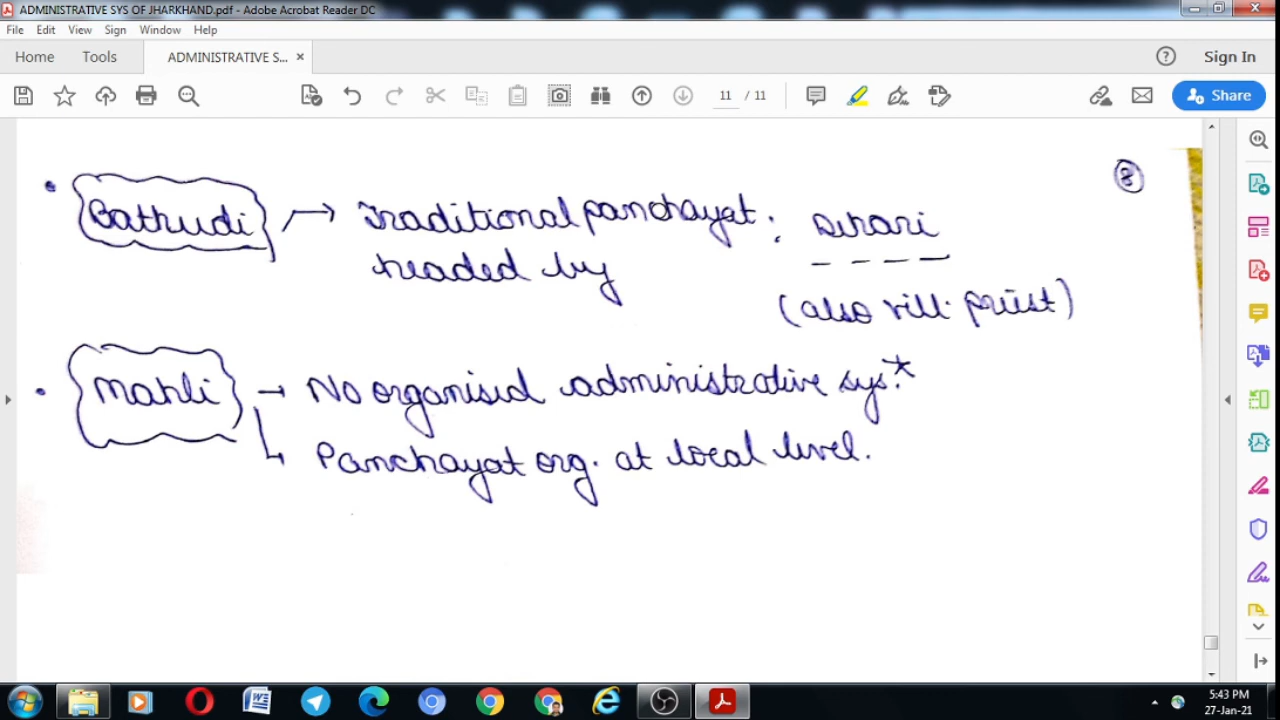 ADMINISTRATIVE SYS OF JHARKHAND.pdf - Adobe Acrobat Reader DC
File Edit View Sign Window Help
Home Tools ADMINISTRATIVE S... × Sign In
11 / 11 Share
8
• Bathudi → Traditional panchayat : Dehari
headed by
(also vill. priest)
• Mahli → No organised administrative sys.*
↳ Panchayat org. at local level.
5:43 PM
27-Jan-21